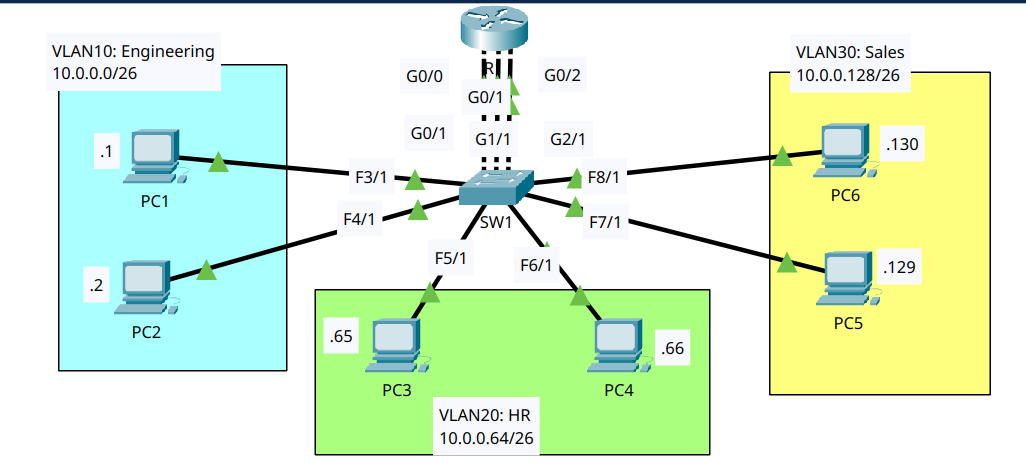 VLAN10: Engineering
10.0.0.0/26
VLAN30: Sales
10.0.0.128/26
R
G0/0
G0/2
G0/1
G0/1
G1/1
G2/1
.1
PC1
.2
PC2
F3/1
F4/1
SW1
F5/1
F6/1
F8/1
F7/1
.130
PC6
.129
PC5
.65
PC3
.66
PC4
VLAN20: HR
10.0.0.64/26